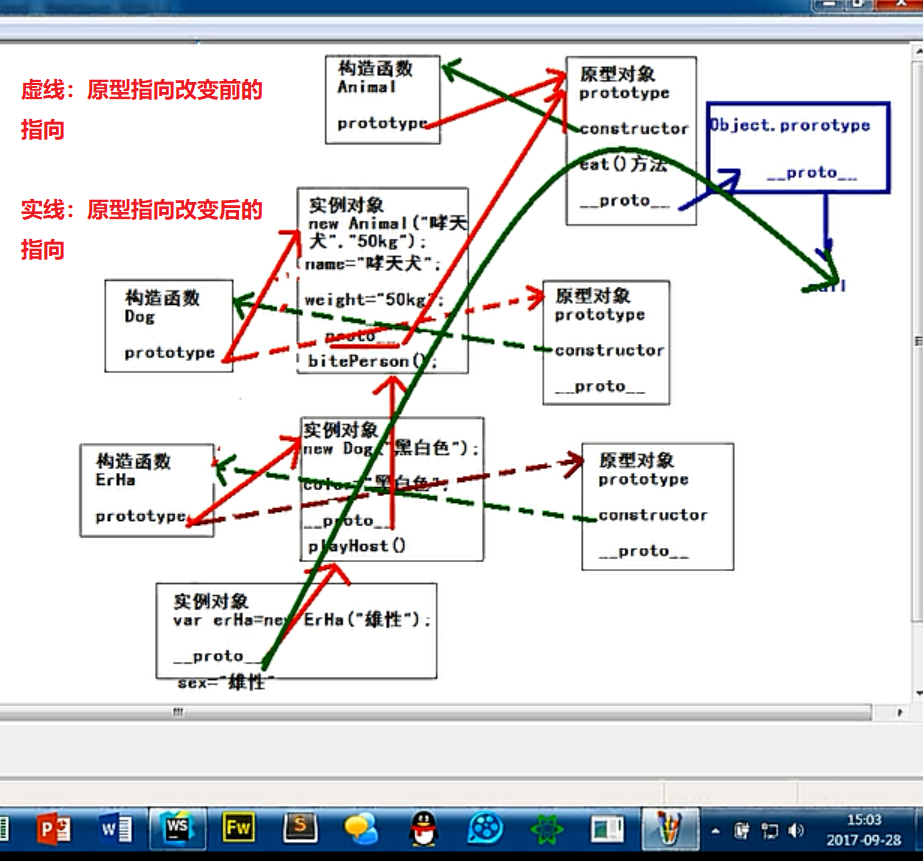 虚线：原型指向改变前的
指向
实线：原型指向改变后的
指向
构造函数
Animal
prototype
原型对象
prototype
constructor
eat()方法
__proto__
Object.prorotype
__proto__
null
实例对象
new Animal("哮天
犬","50kg");
name="哮天犬";
weight="50kg";
__proto__
bitePerson();
构造函数
Dog
prototype
原型对象
prototype
constructor
__proto__
实例对象
new Dog("黑白色");
color="黑白色";
__proto__
playHost()
构造函数
ErHa
prototype
原型对象
prototype
constructor
__proto__
实例对象
var erHa=new ErHa("雄性");
__proto__
sex="雄性"
WS
Fw
S
15:03
2017-09-28